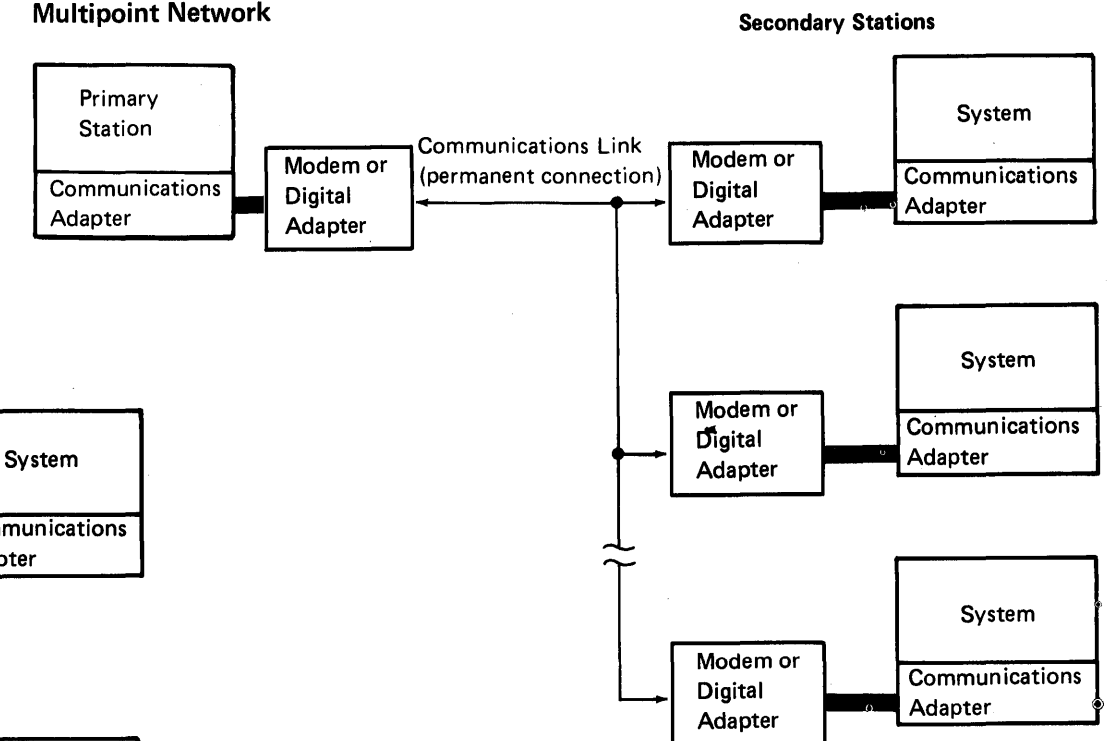 Multipoint Network
Secondary Stations
Primary
Station
Communications
Adapter
Modem or
Digital
Adapter
Communications Link
(permanent connection)
Modem or
Digital
Adapter
System
Communications
Adapter
Modem or
Digital
Adapter
System
Communications
Adapter
System
Modem or
Digital
Adapter
System
Communications
Adapter